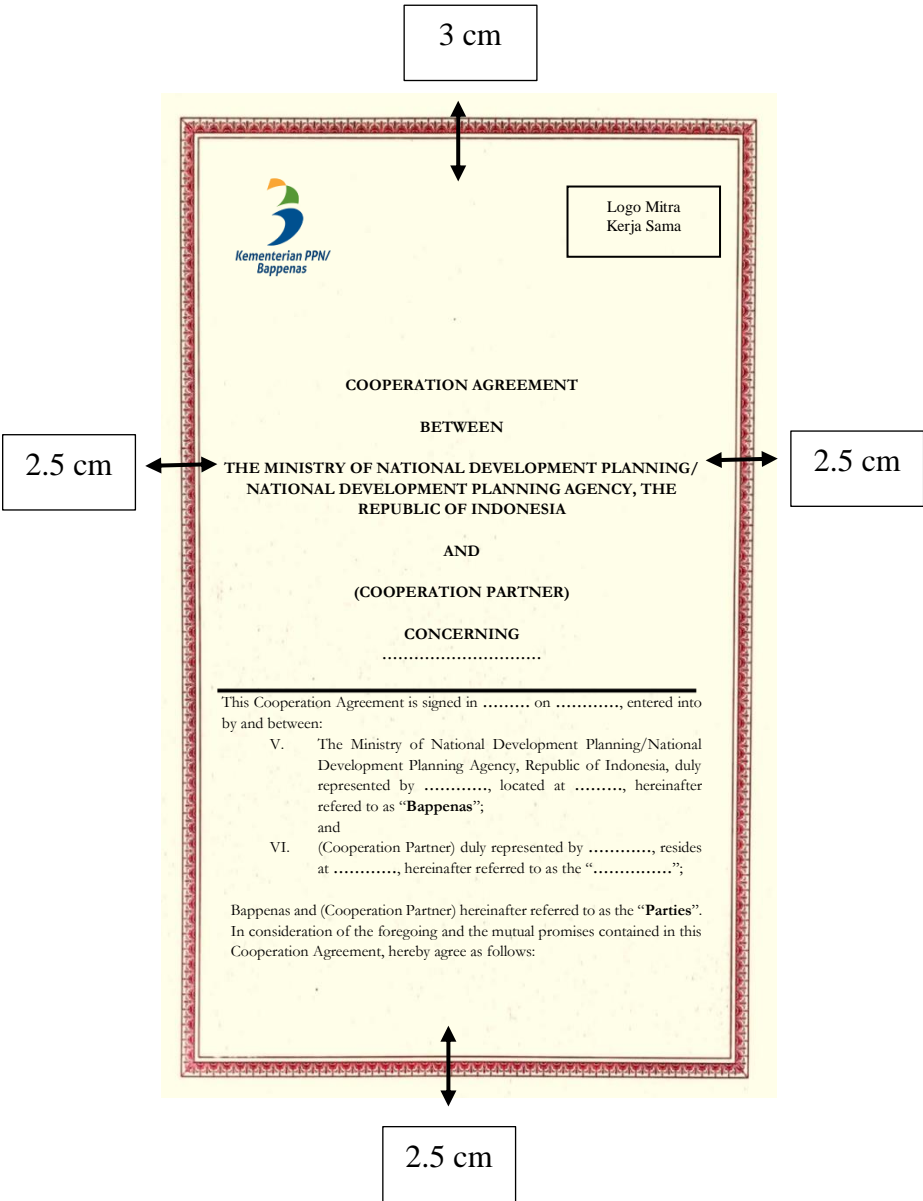 3 cm
Kementerian PPN/
Bappenas
Logo Mitra
Kerja Sama
COOPERATION AGREEMENT
BETWEEN
2.5 cm
THE MINISTRY OF NATIONAL DEVELOPMENT PLANNING/
NATIONAL DEVELOPMENT PLANNING AGENCY, THE
REPUBLIC OF INDONESIA
2.5 cm
AND
(COOPERATION PARTNER)
CONCERNING
…………………………
This Cooperation Agreement is signed in ……… on …………, entered into
by and between:
V. The Ministry of National Development Planning/National
Development Planning Agency, Republic of Indonesia, duly
represented by …………, located at ………, hereinafter
refered to as “Bappenas”;
and
VI. (Cooperation Partner) duly represented by …………, resides
at …………, hereinafter referred to as the “……………”;
Bappenas and (Cooperation Partner) hereinafter referred to as the “Parties”.
In consideration of the foregoing and the mutual promises contained in this
Cooperation Agreement, hereby agree as follows:
2.5 cm